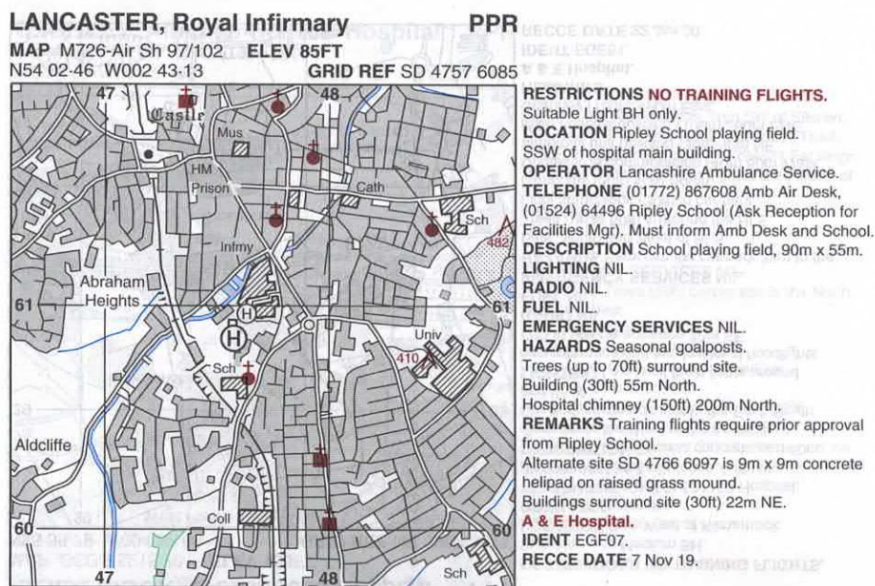 LANCASTER, Royal Infirmary PPR
MAP M726-Air Sh 97/102 ELEV 85FT
N54 02-46 W002 43-13 GRID REF SD 4757 6085
47 48
Castle
Mus
HM
Prison
Cath
Sch
482
Infmy
Abraham
Heights
61 61
H
H
Univ
410
Sch
Aldcliffe
Coll
60 60
47 48
Sch
RESTRICTIONS NO TRAINING FLIGHTS.
Suitable Light BH only.
LOCATION Ripley School playing field.
SSW of hospital main building.
OPERATOR Lancashire Ambulance Service.
TELEPHONE (01772) 867608 Amb Air Desk,
(01524) 64496 Ripley School (Ask Reception for
Facilities Mgr). Must inform Amb Desk and School.
DESCRIPTION School playing field, 90m x 55m.
LIGHTING NIL.
RADIO NIL.
FUEL NIL.
EMERGENCY SERVICES NIL.
HAZARDS Seasonal goalposts.
Trees (up to 70ft) surround site.
Building (30ft) 55m North.
Hospital chimney (150ft) 200m North.
REMARKS Training flights require prior approval
from Ripley School.
Alternate site SD 4766 6097 is 9m x 9m concrete
helipad on raised grass mound.
Buildings surround site (30ft) 22m NE.
A & E Hospital.
IDENT EGF07.
RECCE DATE 7 Nov 19.